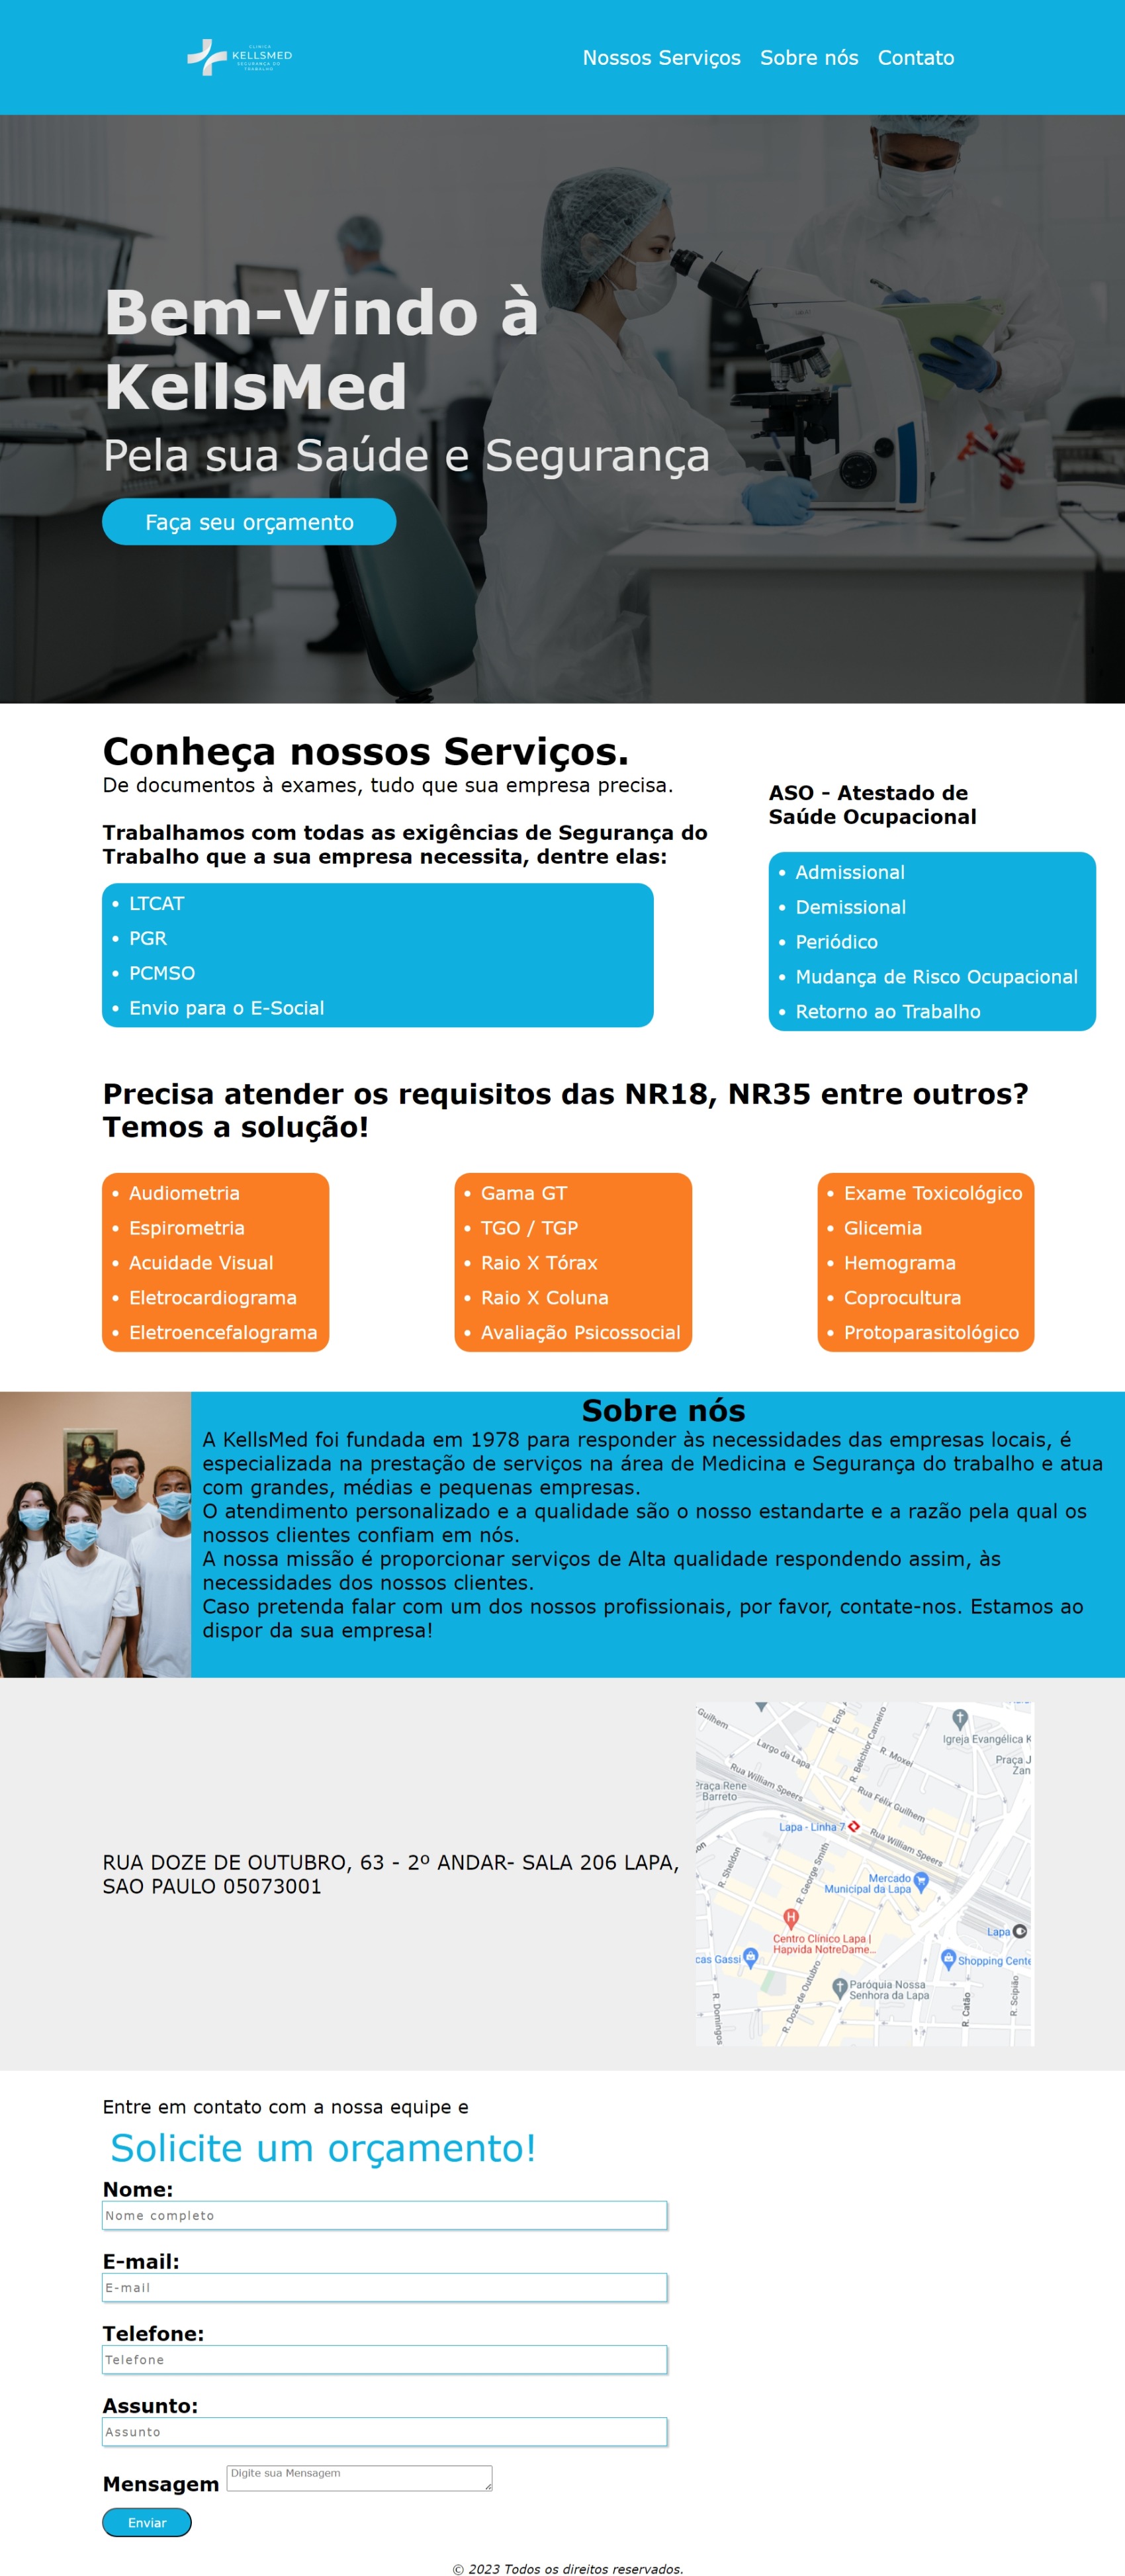 CLINICA
KELLSMED
SEGURANÇA DO
TRABALHO
Nossos Serviços Sobre nós Contato
Bem-Vindo à
KellsMed
Pela sua Saúde e Segurança
Faça seu orçamento
Conheça nossos Serviços.
De documentos à exames, tudo que sua empresa precisa.
Trabalhamos com todas as exigências de Segurança do
Trabalho que a sua empresa necessita, dentre elas:
• LTCAT
• PGR
• PCMSO
• Envio para o E-Social
ASO - Atestado de
Saúde Ocupacional
• Admissional
• Demissional
• Periódico
• Mudança de Risco Ocupacional
• Retorno ao Trabalho
Precisa atender os requisitos das NR18, NR35 entre outros?
Temos a solução!
• Audiometria
• Espirometria
• Acuidade Visual
• Eletrocardiograma
• Eletroencefalograma
• Gama GT
• TGO / TGP
• Raio X Tórax
• Raio X Coluna
• Avaliação Psicossocial
• Exame Toxicológico
• Glicemia
• Hemograma
• Coprocultura
• Protoparasitológico
Sobre nós
A KellsMed foi fundada em 1978 para responder às necessidades das empresas locais, é
especializada na prestação de serviços na área de Medicina e Segurança do trabalho e atua
com grandes, médias e pequenas empresas.
O atendimento personalizado e a qualidade são o nosso estandarte e a razão pela qual os
nossos clientes confiam em nós.
A nossa missão é proporcionar serviços de Alta qualidade respondendo assim, às
necessidades dos nossos clientes.
Caso pretenda falar com um dos nossos profissionais, por favor, contate-nos. Estamos ao
dispor da sua empresa!
RUA DOZE DE OUTUBRO, 63 - 2º ANDAR- SALA 206 LAPA,
SAO PAULO 05073001
Guilhem
R. Eng.
R. Belchior Carneiro
Igreja Evangélica K
Largo da Lapa
R. Moxei
Praça J
Zan
Rua William Speers
Praça Rene
Barreto
Rua Félix Guilhem
Lapa - Linha 7
Rua William Speers
R. Sheldon
R. George Smith
Mercado
Municipal da Lapa
Lapa
Centro Clínico Lapa |
Hapvida NotreDame...
cas Gassi
Shopping Cente
R. Doze de Outubro
Paróquia Nossa
Senhora da Lapa
R. Domingos
R. Catão
R. Scipião
Entre em contato com a nossa equipe e
Solicite um orçamento!
Nome:
Nome completo
E-mail:
E-mail
Telefone:
Telefone
Assunto:
Assunto
Mensagem Digite sua Mensagem
Enviar
© 2023 Todos os direitos reservados.